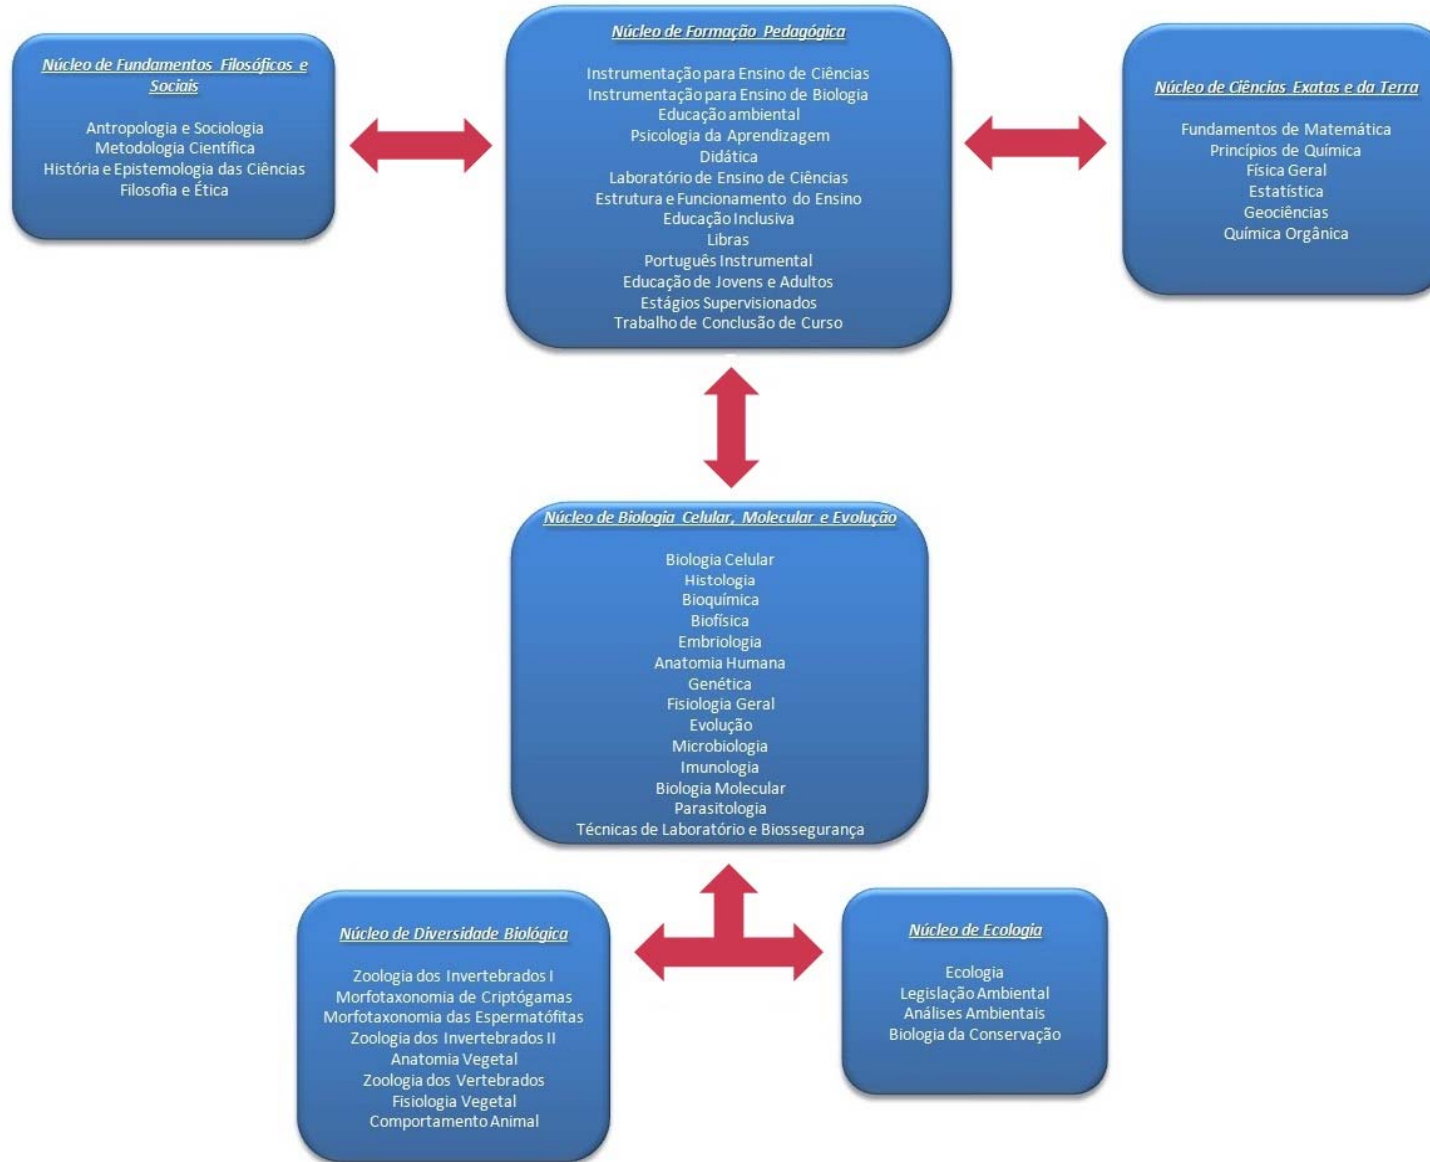 Núcleo de Fundamentos Filosóficos e
Sociais
Antropologia e Sociologia
Metodologia Científica
História e Epistemologia das Ciências
Filosofia e Ética
Núcleo de Formação Pedagógica
Instrumentação para Ensino de Ciências
Instrumentação para Ensino de Biologia
Educação ambiental
Psicologia da Aprendizagem
Didática
Laboratório de Ensino de Ciências
Estrutura e Funcionamento do Ensino
Educação Inclusiva
Libras
Português Instrumental
Educação de Jovens e Adultos
Estágios Supervisionados
Trabalho de Conclusão de Curso
Núcleo de Ciências Exatas e da Terra
Fundamentos de Matemática
Princípios de Química
Física Geral
Estatística
Geociências
Química Orgânica
Núcleo de Biologia Celular, Molecular e Evolução
Biologia Celular
Histologia
Bioquímica
Biofísica
Embriologia
Anatomia Humana
Genética
Fisiologia Geral
Evolução
Microbiologia
Imunologia
Biologia Molecular
Parasitologia
Técnicas de Laboratório e Biossegurança
Núcleo de Diversidade Biológica
Zoologia dos Invertebrados I
Morfotaxonomia de Criptógamas
Morfotaxonomia das Espermatófitas
Zoologia dos Invertebrados II
Anatomia Vegetal
Zoologia dos Vertebrados
Fisiologia Vegetal
Comportamento Animal
Núcleo de Ecologia
Ecologia
Legislação Ambiental
Análises Ambientais
Biologia da Conservação